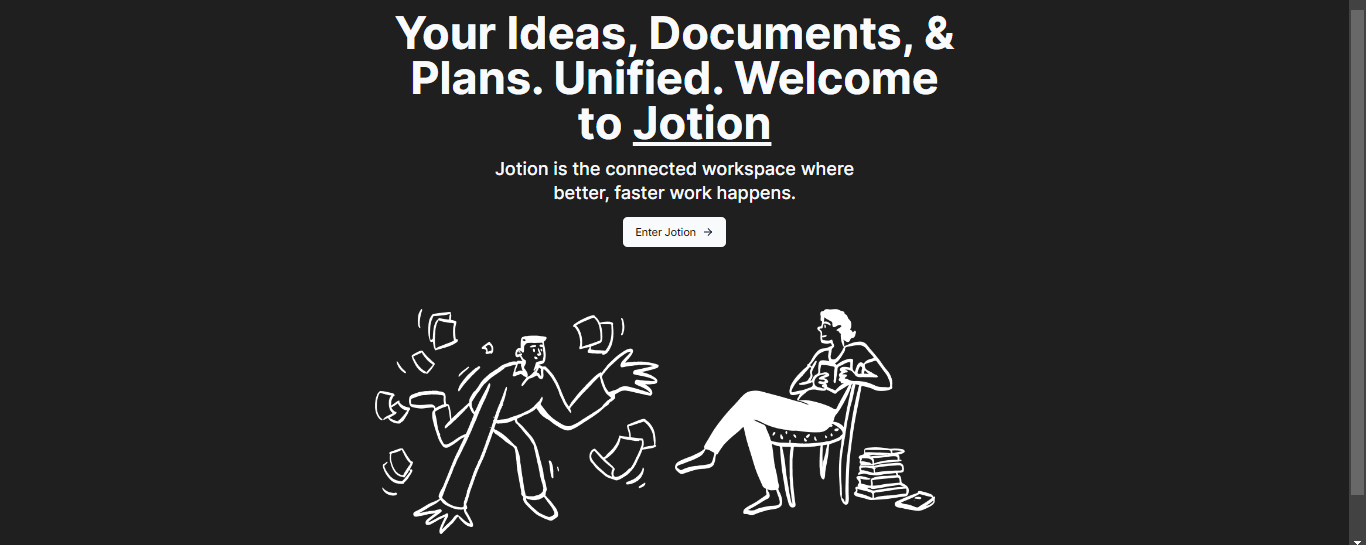 Your Ideas, Documents, &
Plans. Unified. Welcome
to Jotion
Jotion is the connected workspace where
better, faster work happens.
Enter Jotion